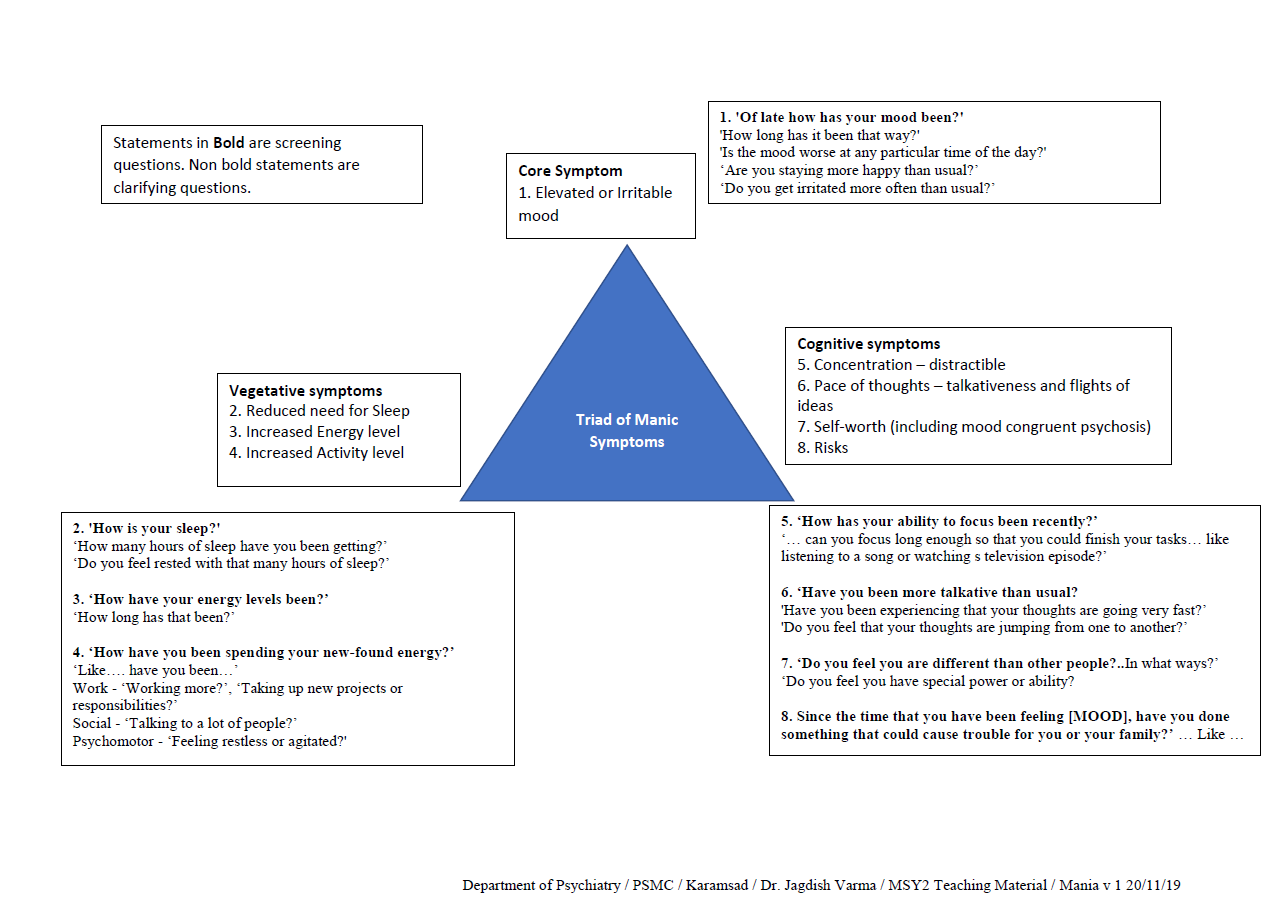 Statements in Bold are screening
questions. Non bold statements are
clarifying questions.
Core Symptom
1. Elevated or Irritable
mood
1. 'Of late how has your mood been?'
'How long has it been that way?'
'Is the mood worse at any particular time of the day?'
‘Are you staying more happy than usual?’
‘Do you get irritated more often than usual?’
Vegetative symptoms
2. Reduced need for Sleep
3. Increased Energy level
4. Increased Activity level
Triad of Manic
Symptoms
Cognitive symptoms
5. Concentration – distractible
6. Pace of thoughts – talkativeness and flights of
ideas
7. Self-worth (including mood congruent psychosis)
8. Risks
2. 'How is your sleep?'
‘How many hours of sleep have you been getting?’
‘Do you feel rested with that many hours of sleep?’
3. ‘How have your energy levels been?’
‘How long has that been?’
4. ‘How have you been spending your new-found energy?’
‘Like…. have you been…’
Work - ‘Working more?’, ‘Taking up new projects or
responsibilities?’
Social - ‘Talking to a lot of people?’
Psychomotor - ‘Feeling restless or agitated?'
5. ‘How has your ability to focus been recently?’
‘… can you focus long enough so that you could finish your tasks… like
listening to a song or watching s television episode?’
6. ‘Have you been more talkative than usual?
'Have you been experiencing that your thoughts are going very fast?’
'Do you feel that your thoughts are jumping from one to another?’
7. ‘Do you feel you are different than other people?..In what ways?’
‘Do you feel you have special power or ability?
8. Since the time that you have been feeling [MOOD], have you done
something that could cause trouble for you or your family?’ … Like …
Department of Psychiatry / PSMC / Karamsad / Dr. Jagdish Varma / MSY2 Teaching Material / Mania v 1 20/11/19